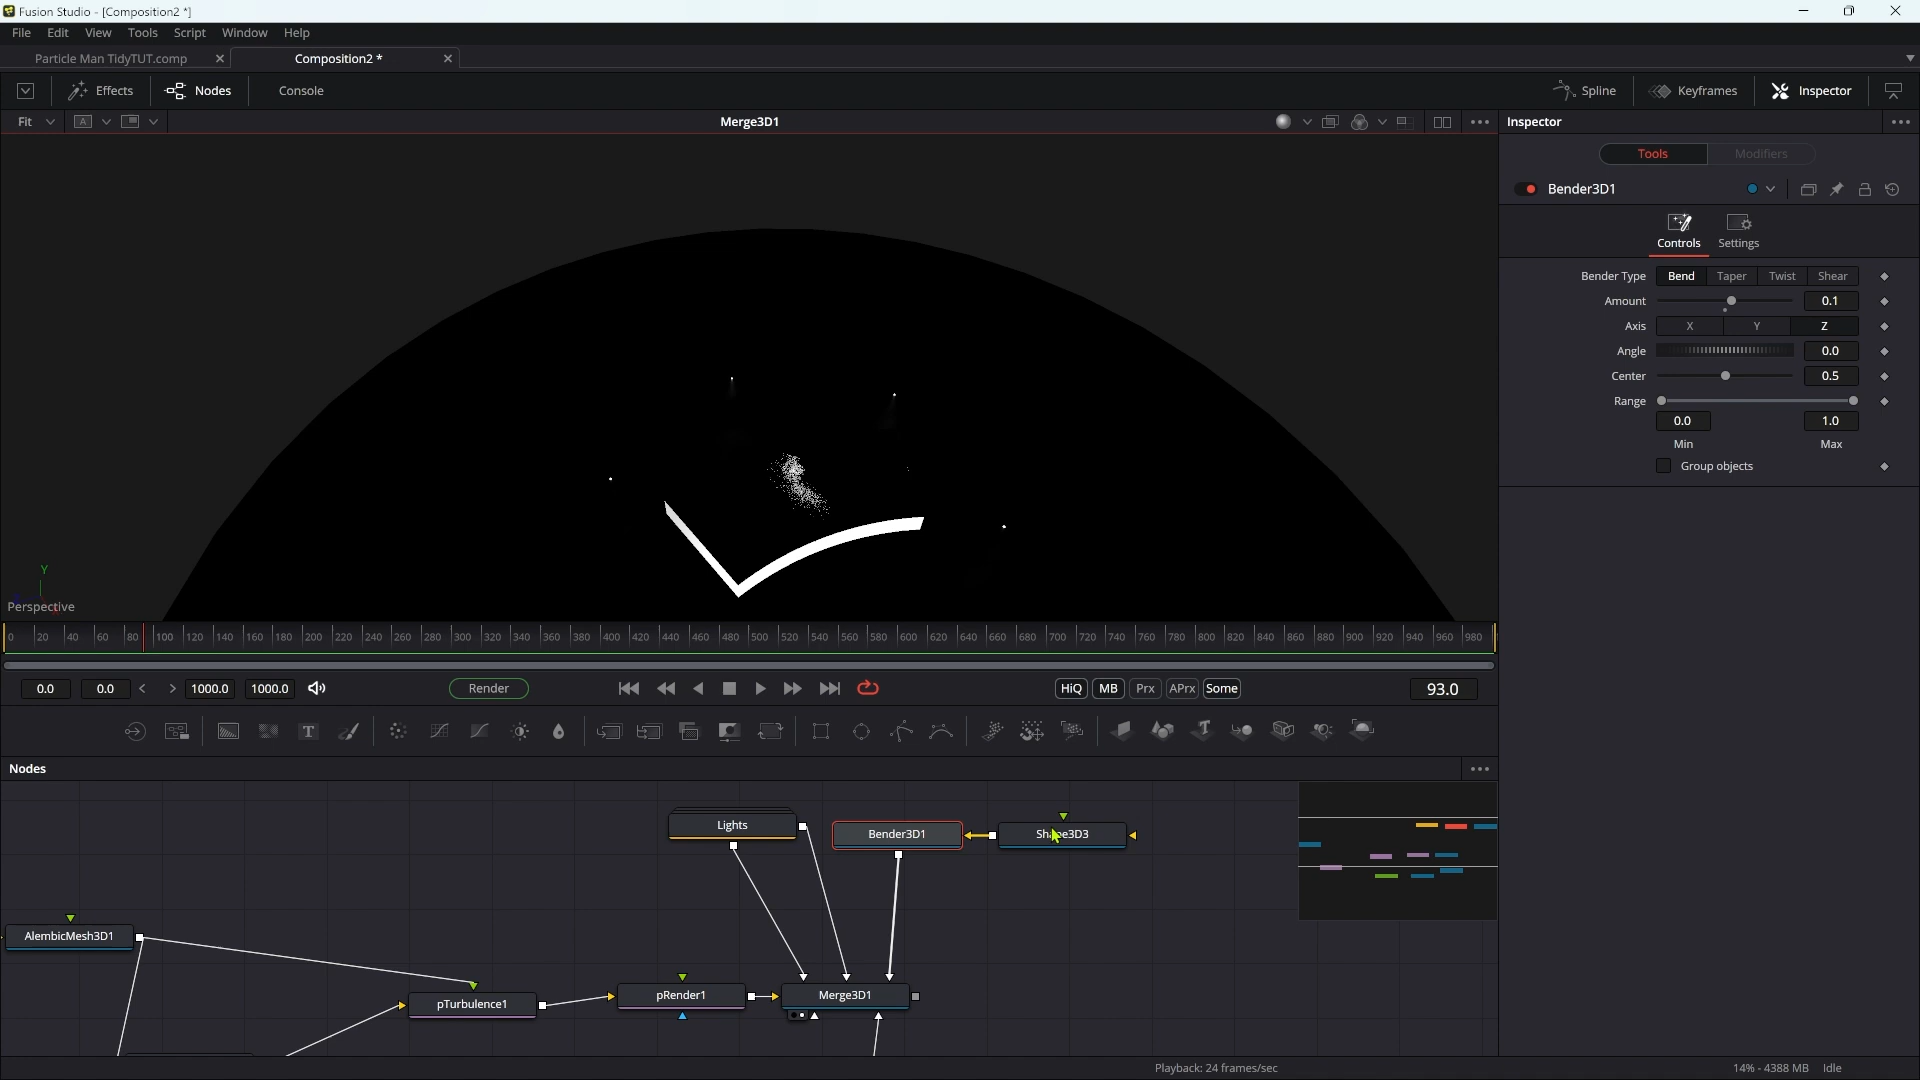 Fusion Studio - [Composition2 *]
File Edit View Tools Script Window Help
Particle Man TidyTUT.comp Composition2 *
Effects Nodes Console Spline Keyframes Inspector
Fit A Merge3D1 Inspector
Tools Modifiers
Bender3D1
Controls Settings
Bender Type Bend Taper Twist Shear
Amount 0.1
Axis X Y Z
Angle 0.0
Center 0.5
Range
0.0 1.0
Min Max
Group objects
Y
Perspective
0 20 40 60 80 100 120 140 160 180 200 220 240 260 280 300 320 340 360 380 400 420 440 460 480 500 520 540 560 580 600 620 640 660 680 700 720 740 760 780 800 820 840 860 880 900 920 940 960 980
0.0 0.0 < > 1000.0 1000.0 Render HiQ MB Prx APrx Some 93.0
T T
Nodes
Lights Bender3D1
AlembicMesh3D1
pTurbulence1 pRender1 Merge3D1
Playback: 24 frames/sec 14% - 4388 MB Idle